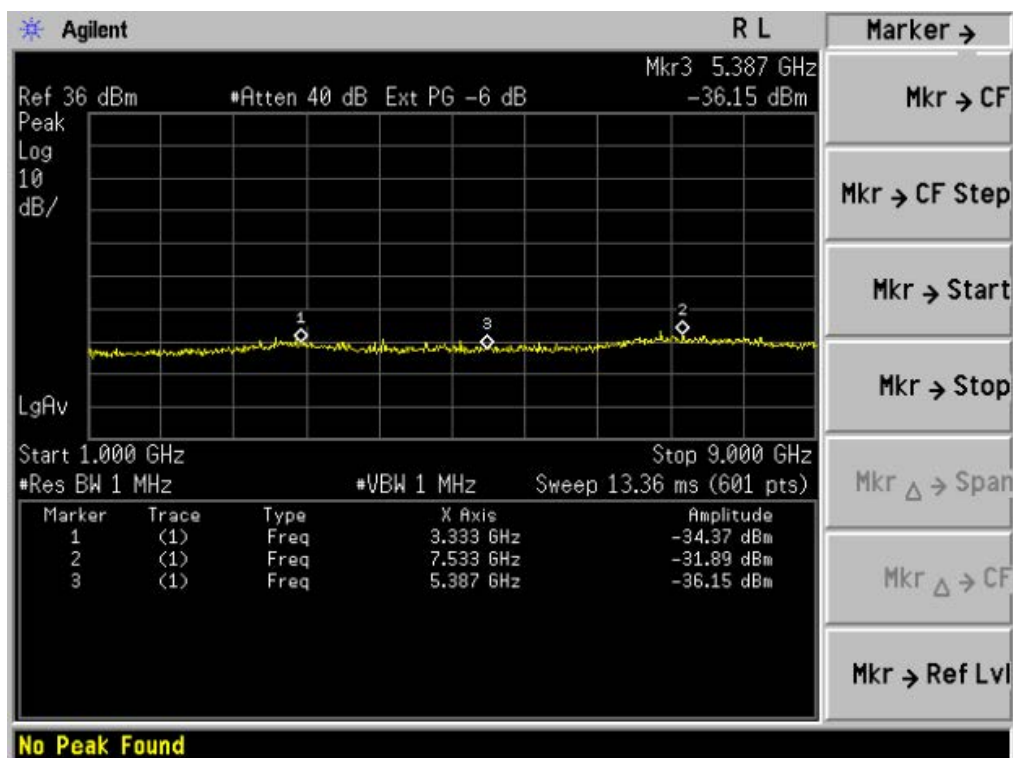 Agilent R L Marker →
Mkr3 5.387 GHz
Ref 36 dBm #Atten 40 dB Ext PG -6 dB -36.15 dBm
Peak
Log
10
dB/
1
3
2
LgAv
Start 1.000 GHz Stop 9.000 GHz
#Res BW 1 MHz #VBW 1 MHz Sweep 13.36 ms (601 pts)
Marker Trace Type X Axis Amplitude
1 (1) Freq 3.333 GHz -34.37 dBm
2 (1) Freq 7.533 GHz -31.89 dBm
3 (1) Freq 5.387 GHz -36.15 dBm
Mkr → CF
Mkr → CF Step
Mkr → Start
Mkr → Stop
Mkr Δ → Span
Mkr Δ → CF
Mkr → Ref Lvl
No Peak Found